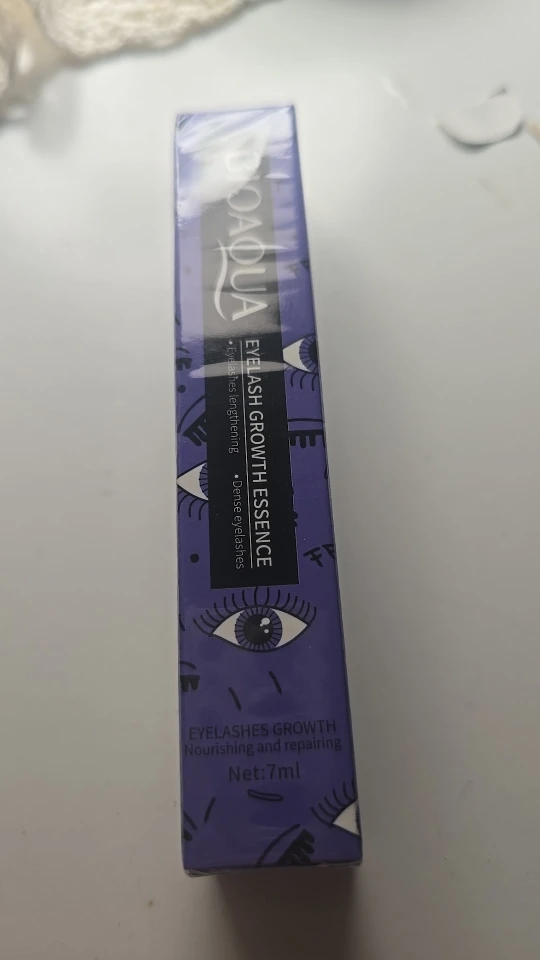 BIOAQUA
EYELASH GROWTH ESSENCE
• Eyelashes lengthening • Dense eyelashes
EYELASHES GROWTH
Nourishing and repairing
Net:7ml